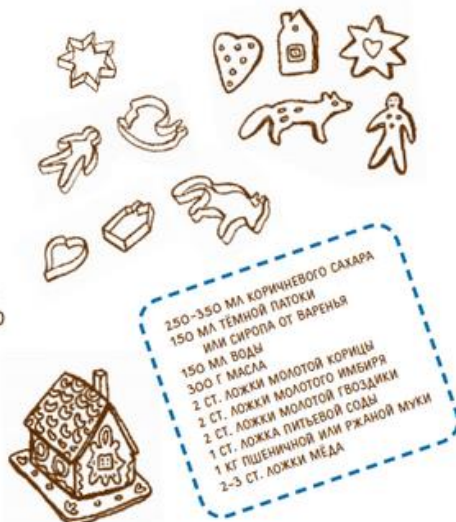 250-350 МЛ КОРИЧНЕВОГО САХАРА
150 МЛ ТЁМНОЙ ПАТОКИ
ИЛИ СИРОПА ОТ ВАРЕНЬЯ
150 МЛ ВОДЫ
300 Г МАСЛА
2 СТ. ЛОЖКИ МОЛОТОЙ КОРИЦЫ
2 СТ. ЛОЖКИ МОЛОТОГО ИМБИРЯ
2 СТ. ЛОЖКИ МОЛОТОЙ ГВОЗДИКИ
1 СТ. ЛОЖКА ПИТЬЕВОЙ СОДЫ
1 КГ ПШЕНИЧНОЙ ИЛИ РЖАНОЙ МУКИ
2-3 СТ. ЛОЖКИ МЁДА